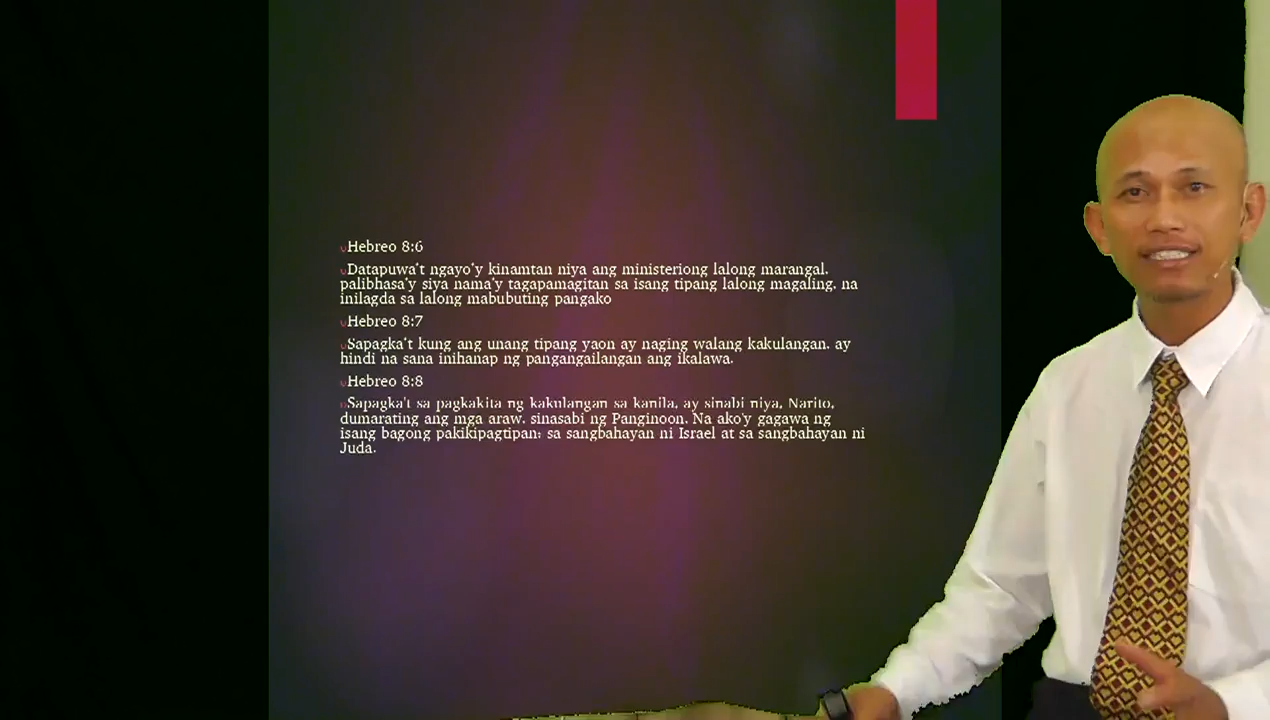 Hebreo 8:6
Datapuwa't ngayo'y kinamtan niya ang ministeriong lalong marangal.
palibhasa'y siya nama'y tagapamagitan sa isang tipang lalong magaling. na
inilagda sa lalong mabubuting pangako
Hebreo 8:7
Sapagka't kung ang unang tipang yaon ay naging walang kakulangan. ay
hindi na sana inihanap ng pangangailangan ang ikalawa.
Hebreo 8:8
Sapagka't sa pagkakita ng kakulangan sa kanila, ay sinabi niya, Narito,
dumarating ang mga araw. sinasabi ng Panginoon. Na ako'y gagawa ng
isang bagong pakikipagtipan: sa sangbahayan ni Israel at sa sangbahayan ni
Juda.